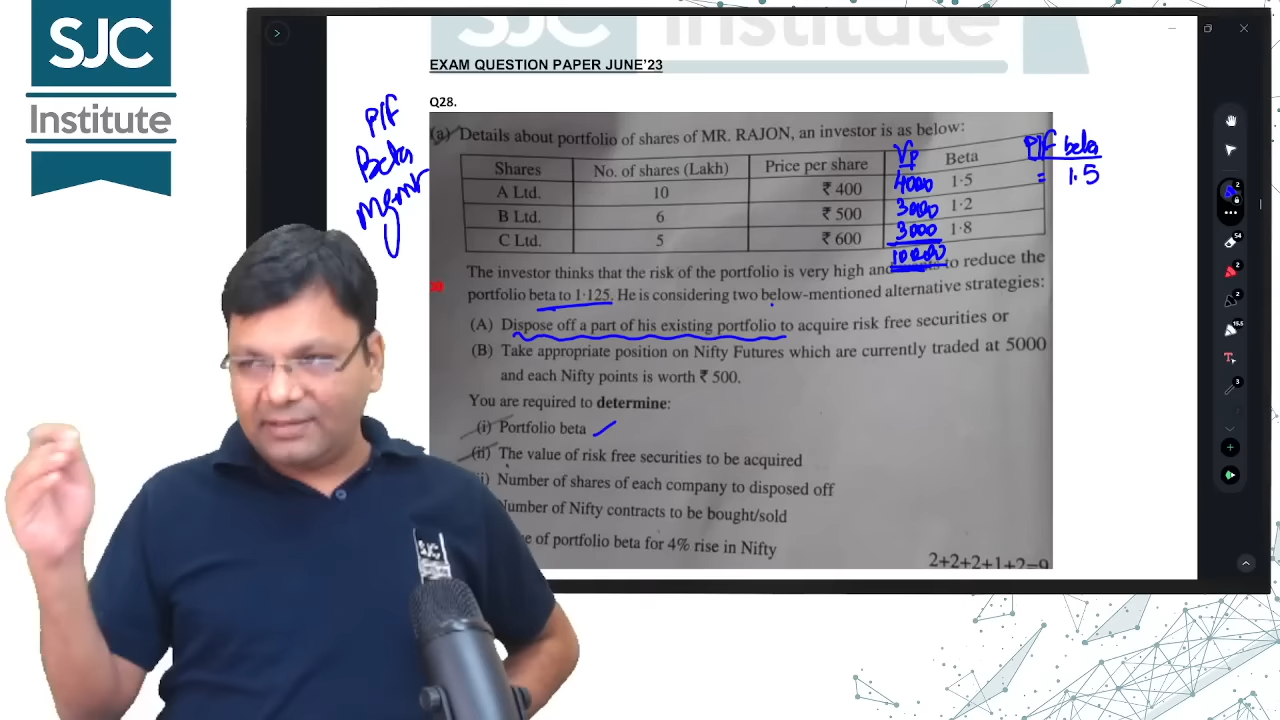 SJC
Institute
institute
EXAM QUESTION PAPER JUNE'23
Q28.
P/F
Beta
Mgmt
(a) Details about portfolio of shares of MR. RAJON, an investor is as below:
Shares No. of shares (Lakh) Price per share VP Beta
A Ltd. 10 ₹ 400 4000 1·5
B Ltd. 6 ₹ 500 3000 1·2
C Ltd. 5 ₹ 600 3000 1·8
10000
P/F beta
= 1.5
The investor thinks that the risk of the portfolio is very high and to reduce the
portfolio beta to 1·125. He is considering two below-mentioned alternative strategies:
(A) Dispose off a part of his existing portfolio to acquire risk free securities or
(B) Take appropriate position on Nifty Futures which are currently traded at 5000
and each Nifty points is worth ₹ 500.
You are required to determine:
(i) Portfolio beta
(ii) The value of risk free securities to be acquired
i) Number of shares of each company to disposed off
Number of Nifty contracts to be bought/sold
of portfolio beta for 4% rise in Nifty
2+2+2+1+2=9
SJC